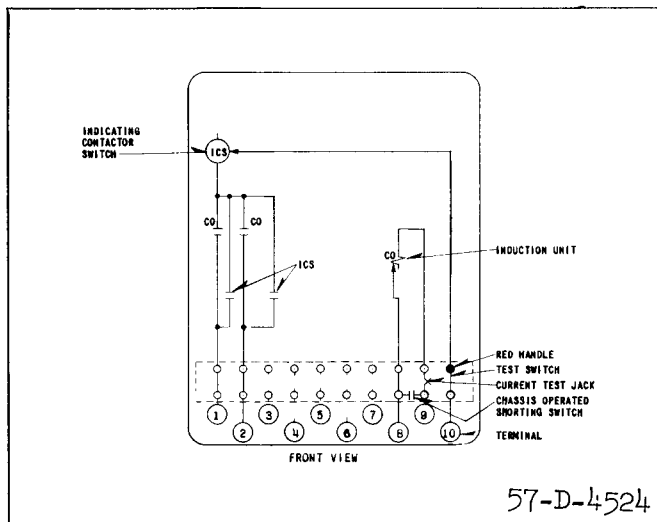 INDICATING
CONTACTOR
SWITCH
ICS
CO
CO
ICS
CO
INDUCTION UNIT
RED HANDLE
TEST SWITCH
CURRENT TEST JACK
CHASSIS OPERATED
SHORTING SWITCH
1 3 5 7 9
2 4 6 8 10
TERMINAL
FRONT VIEW
57-D-4524